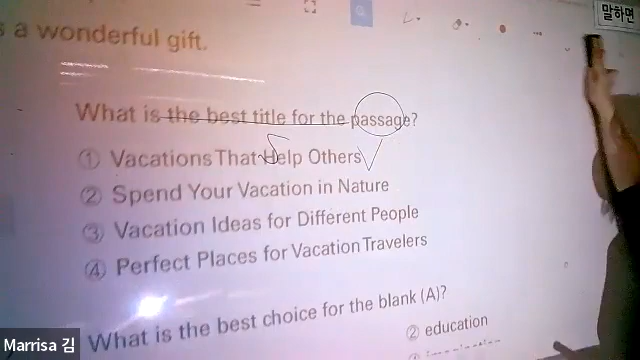 말하면
a wonderful gift.
What is the best title for the passage?
① Vacations That Help Others
② Spend Your Vacation in Nature
③ Vacation Ideas for Different People
④ Perfect Places for Vacation Travelers
What is the best choice for the blank (A)?
② education
Marrisa 김